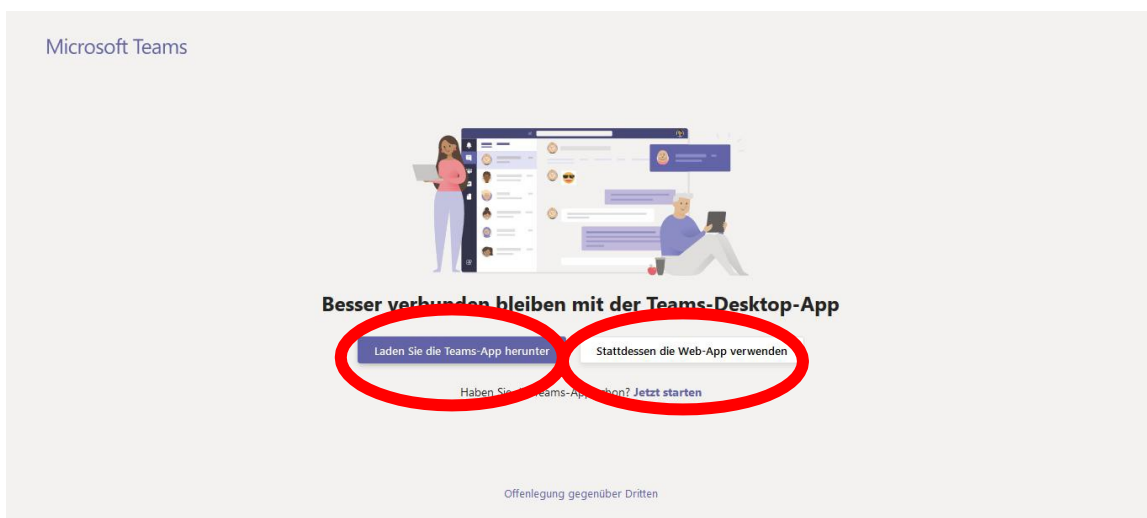 Microsoft Teams
Besser verbunden bleiben mit der Teams-Desktop-App
Laden Sie die Teams-App herunter
Stattdessen die Web-App verwenden
Haben Sie Teams-App schon? Jetzt starten
Offenlegung gegenüber Dritten